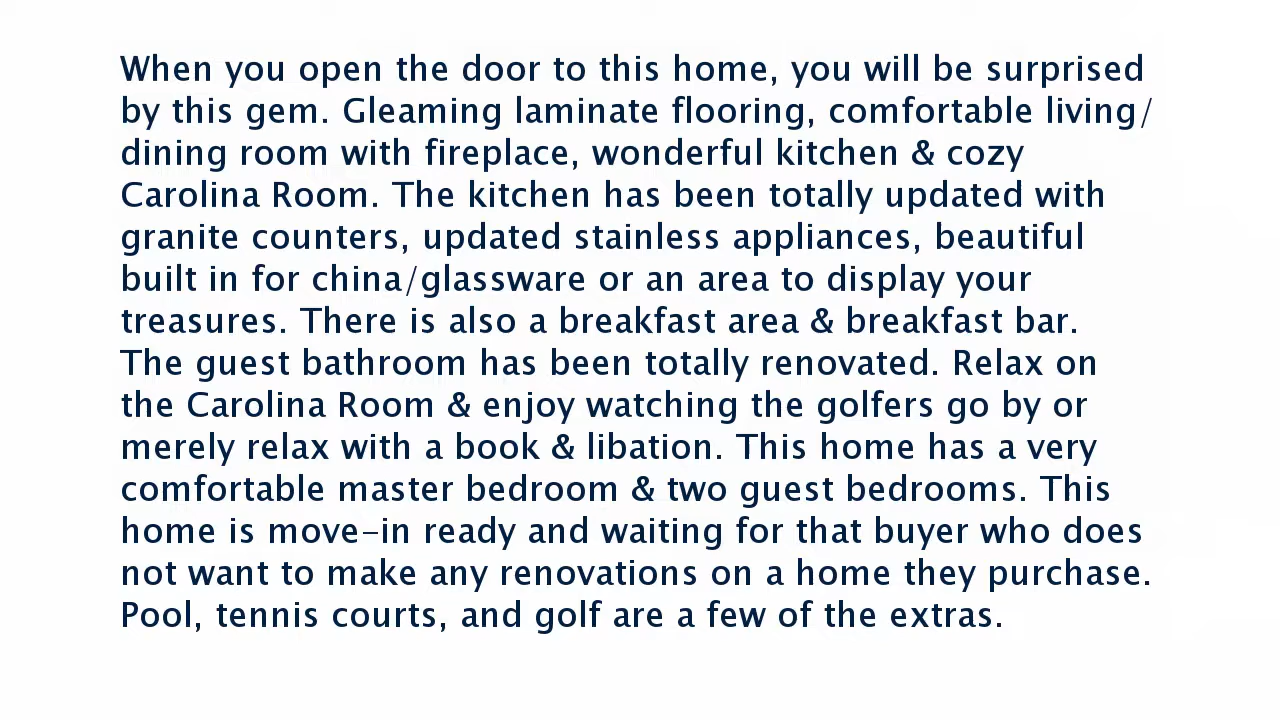 When you open the door to this home, you will be surprised
by this gem. Gleaming laminate flooring, comfortable living/
dining room with fireplace, wonderful kitchen & cozy
Carolina Room. The kitchen has been totally updated with
granite counters, updated stainless appliances, beautiful
built in for china/glassware or an area to display your
treasures. There is also a breakfast area & breakfast bar.
The guest bathroom has been totally renovated. Relax on
the Carolina Room & enjoy watching the golfers go by or
merely relax with a book & libation. This home has a very
comfortable master bedroom & two guest bedrooms. This
home is move-in ready and waiting for that buyer who does
not want to make any renovations on a home they purchase.
Pool, tennis courts, and golf are a few of the extras.